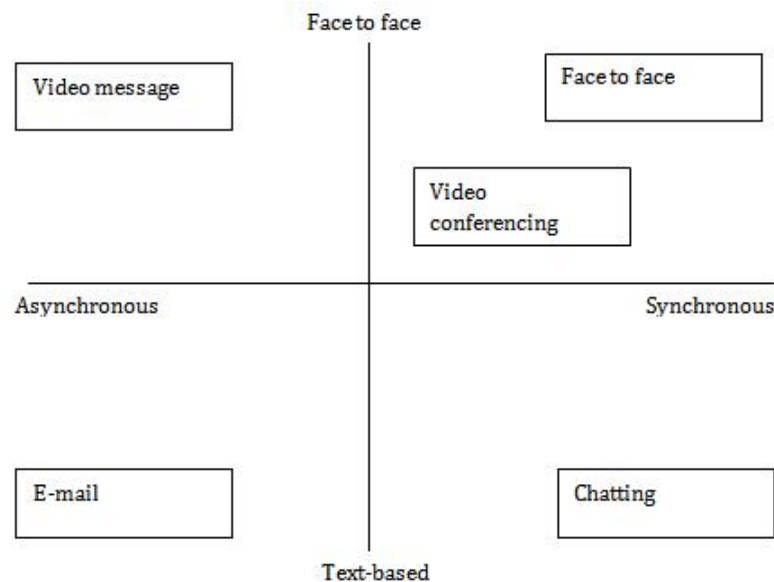 Face to face
Video message
Face to face
Video
conferencing
Asynchronous
Synchronous
E-mail
Chatting
Text-based